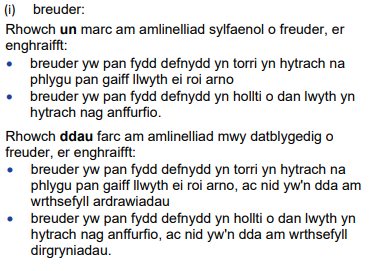 (i) breuder:
Rhowch un marc am amlinelliad sylfaenol o freuder, er
enghraifft:
• breuder yw pan fydd defnydd yn torri yn hytrach na
phlygu pan gaiff llwyth ei roi arno
• breuder yw pan fydd defnydd yn hollti o dan lwyth yn
hytrach nag anffurfio.
Rhowch ddau farc am amlinelliad mwy datblygedig o
freuder, er enghraifft:
• breuder yw pan fydd defnydd yn torri yn hytrach na
phlygu pan gaiff llwyth ei roi arno, ac nid yw'n dda am
wrthsefyll ardrawiadau
• breuder yw pan fydd defnydd yn hollti o dan lwyth yn
hytrach nag anffurfio, ac nid yw'n dda am wrthsefyll
dirgryniadau.